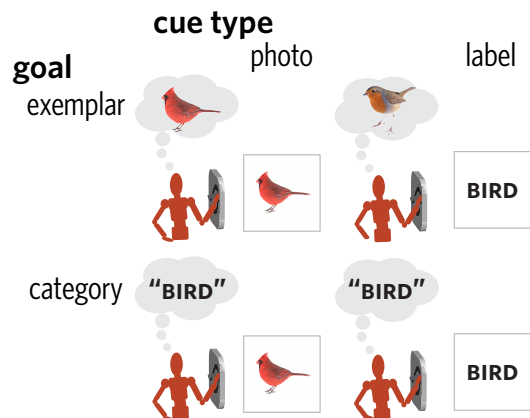 cue type
goal
photo
label
exemplar
BIRD
category
“BIRD”
“BIRD”
BIRD